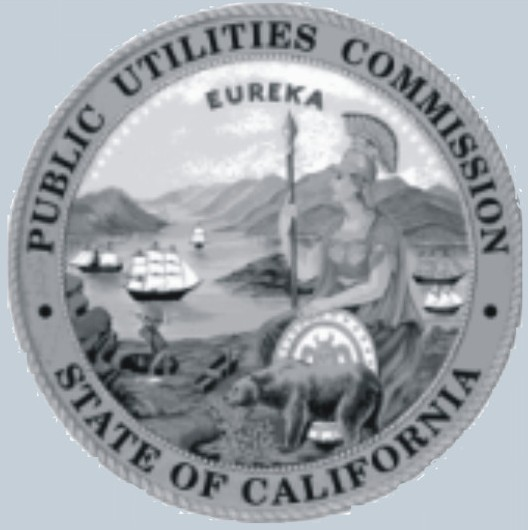 PUBLIC UTILITIES COMMISSION
EUREKA
• STATE OF CALIFORNIA •